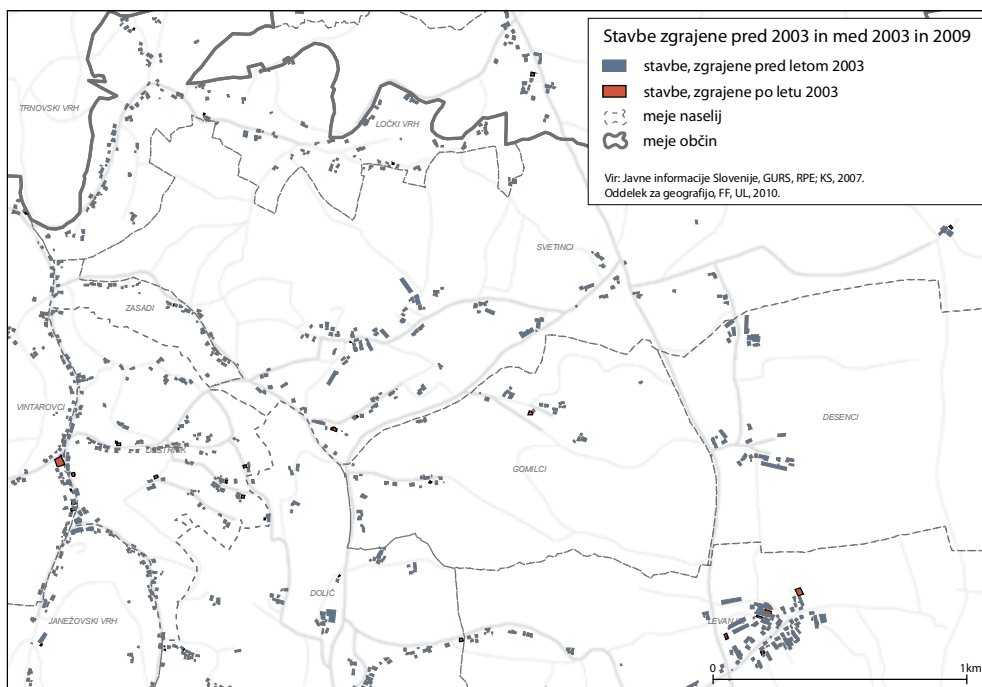 Stavbe zgrajene pred 2003 in med 2003 in 2009
stavbe, zgrajene pred letom 2003
stavbe, zgrajene po letu 2003
meje naselij
meje občin
Vir: Javne informacije Slovenije, GURS, RPE; KS, 2007.
Oddelek za geografijo, FF, UL, 2010.
TRNOVSKI VRH
LOČKI VRH
SVETINCI
ZASADI
VINTAROVCI
DESENCI
GOMILCI
DOLIČ
JANEŽOVSKI VRH
0
1km